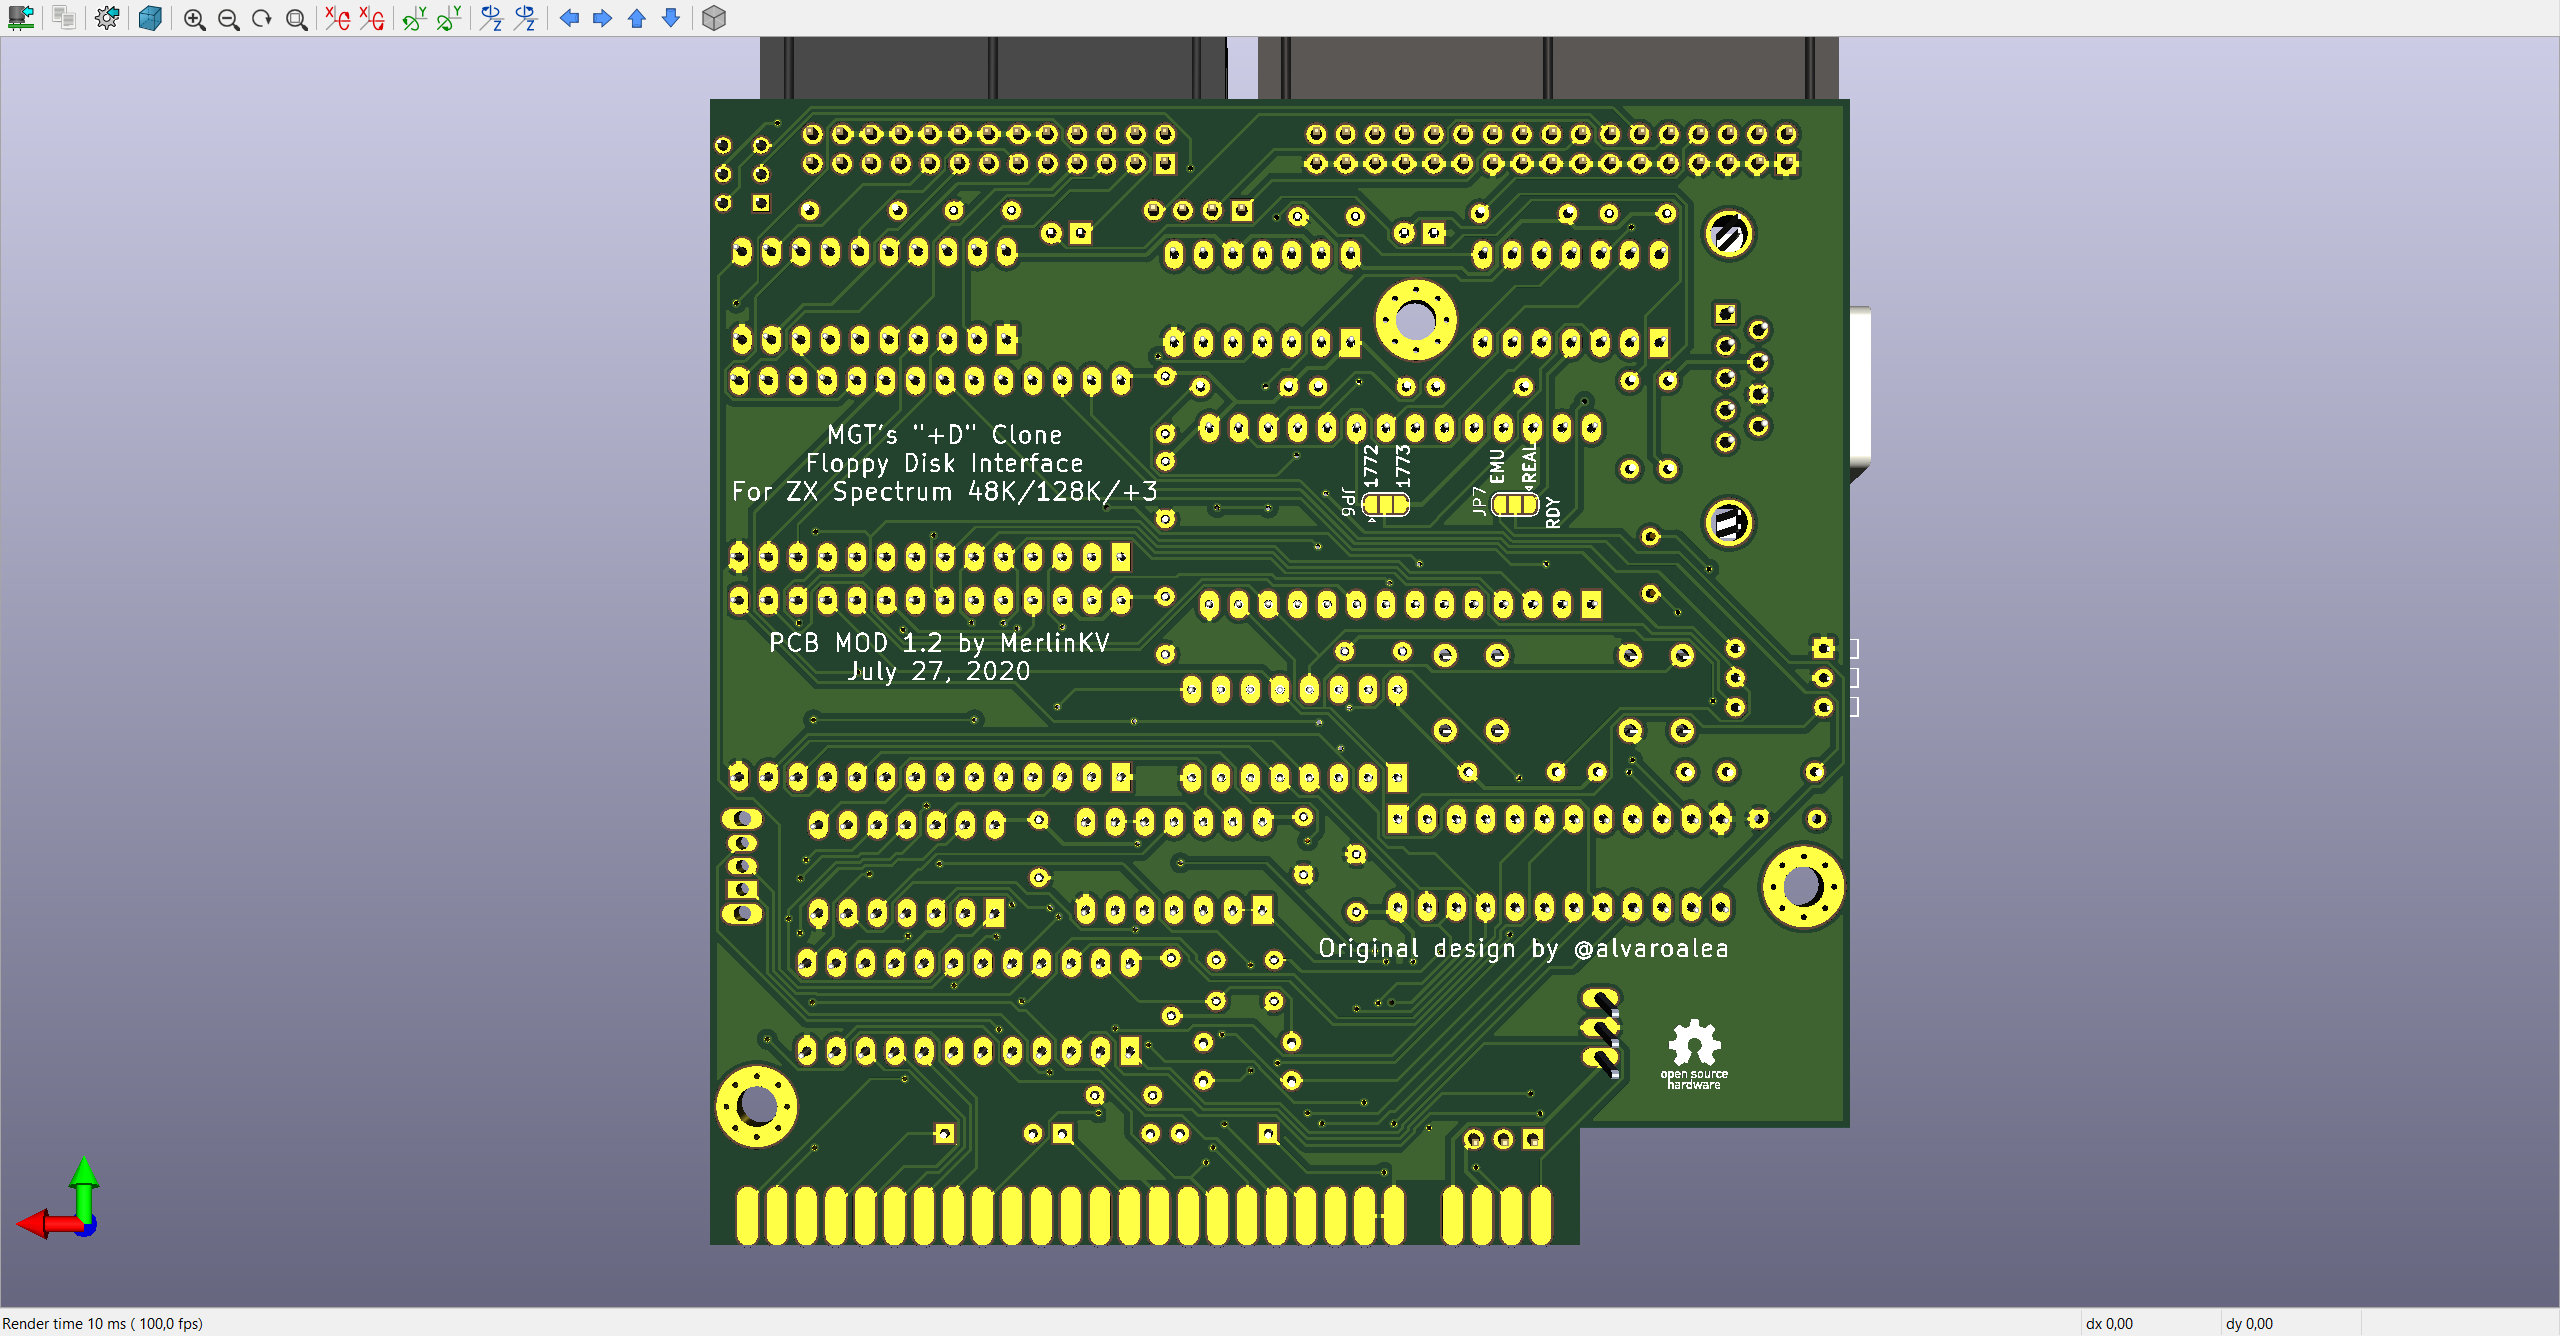 MGT's "+D" Clone
Floppy Disk Interface
For ZX Spectrum 48K/128K/+3
1772
1773
JP6
EMU
REAL
JP7
RDY
PCB MOD 1.2 by MerlinKV
July 27, 2020
Original design by @alvaroalea
open source
hardware
Render time 10 ms ( 100,0 fps)
dx 0,00
dy 0,00